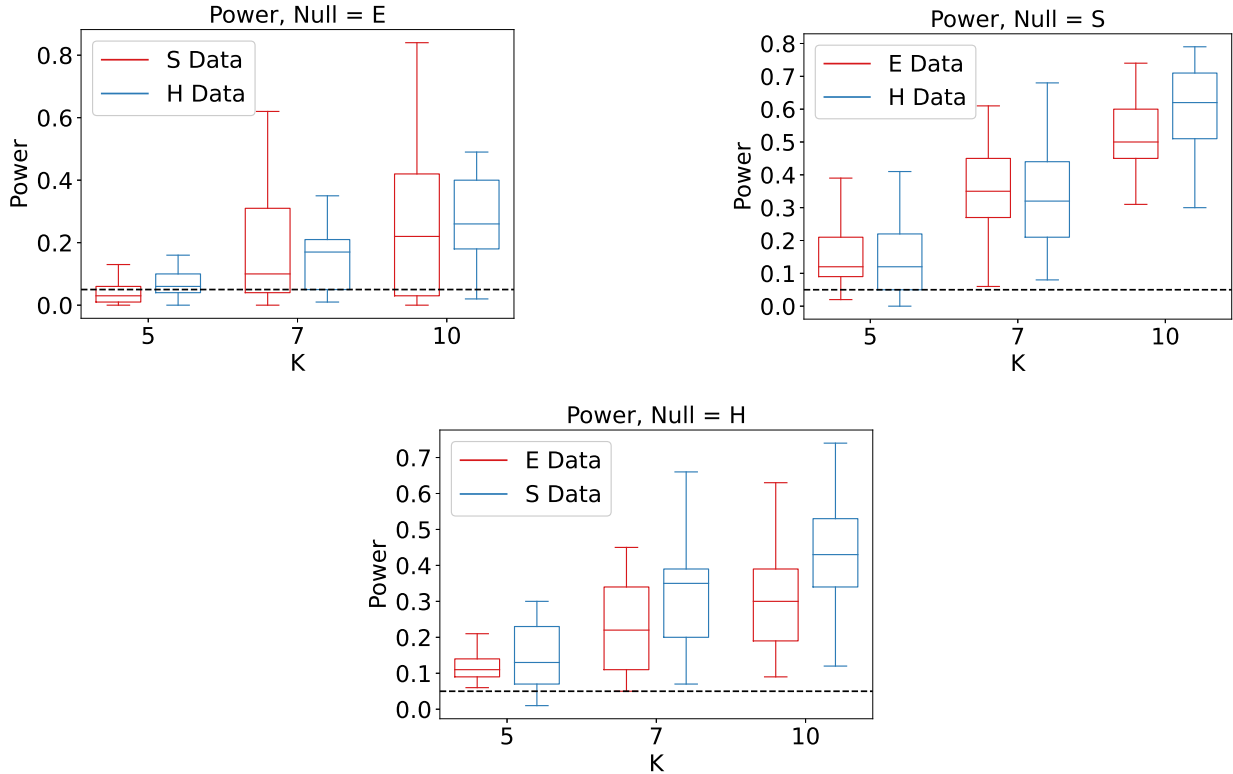 Power, Null = E
S Data
H Data
Power
0.8
0.6
0.4
0.2
0.0
5 7 10
K
Power, Null = S
E Data
H Data
Power
0.8
0.7
0.6
0.5
0.4
0.3
0.2
0.1
0.0
5 7 10
K
Power, Null = H
E Data
S Data
Power
0.7
0.6
0.5
0.4
0.3
0.2
0.1
0.0
5 7 10
K